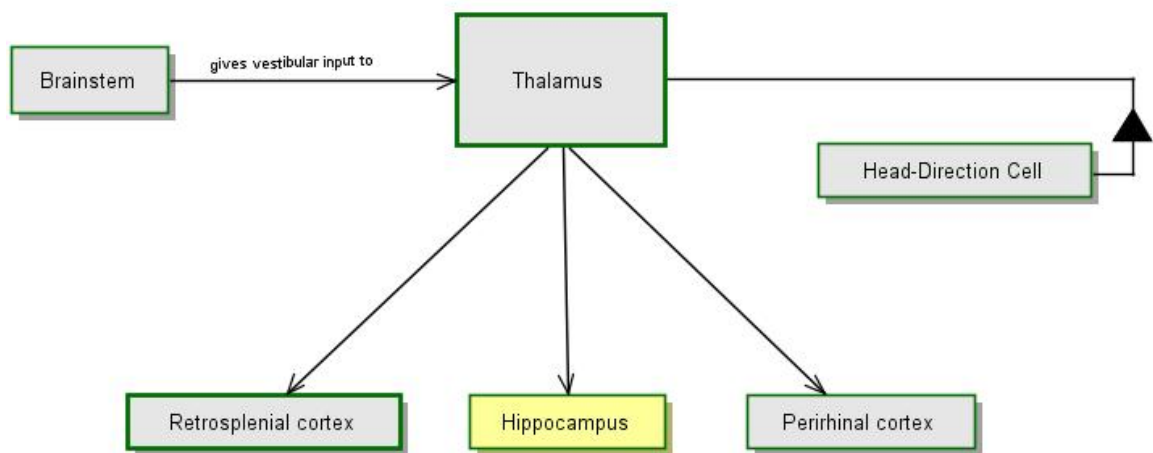 Brainstem
gives vestibular input to
Thalamus
Head-Direction Cell
Retrosplenial cortex
Hippocampus
Perirhinal cortex